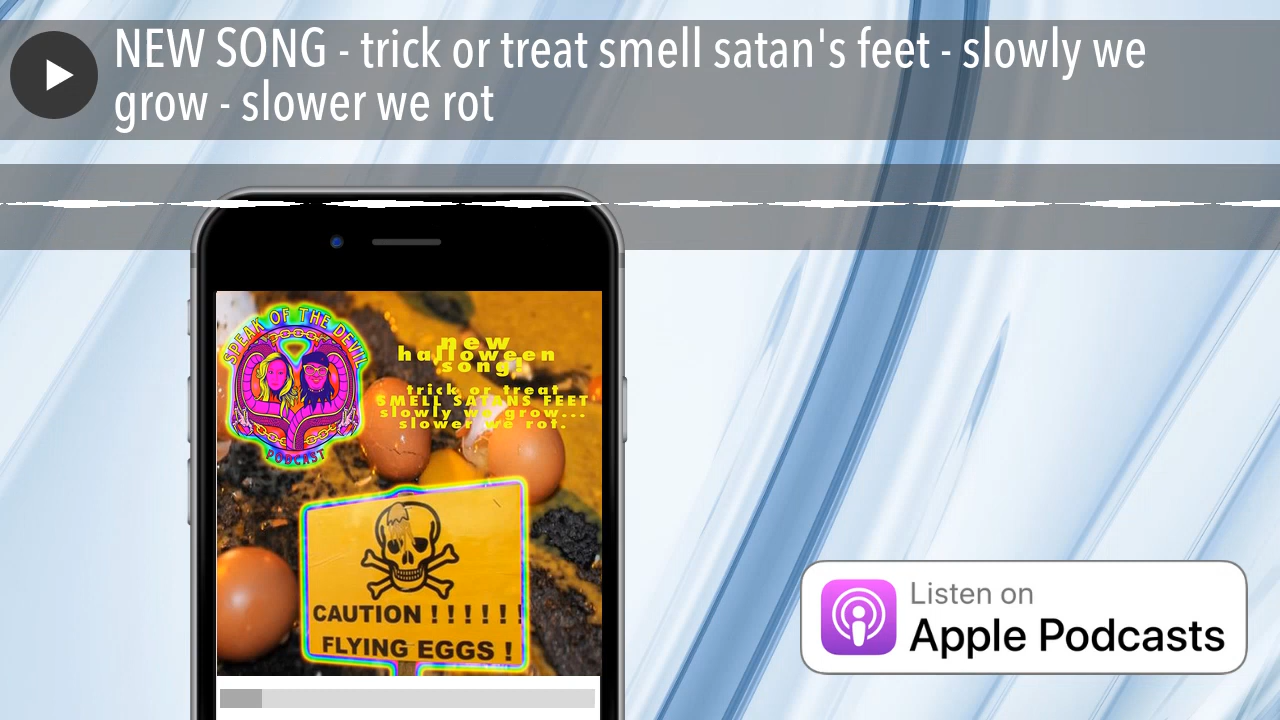 NEW SONG - trick or treat smell satan's feet - slowly we
grow - slower we rot
SPEAK OF THE DEVIL
PODCAST
new
halloween
song!
trick or treat
SMELL SATANS FEET
slowly we grow...
slower we rot.
CAUTION ! ! ! ! ! !
FLYING EGGS !
Listen on
Apple Podcasts